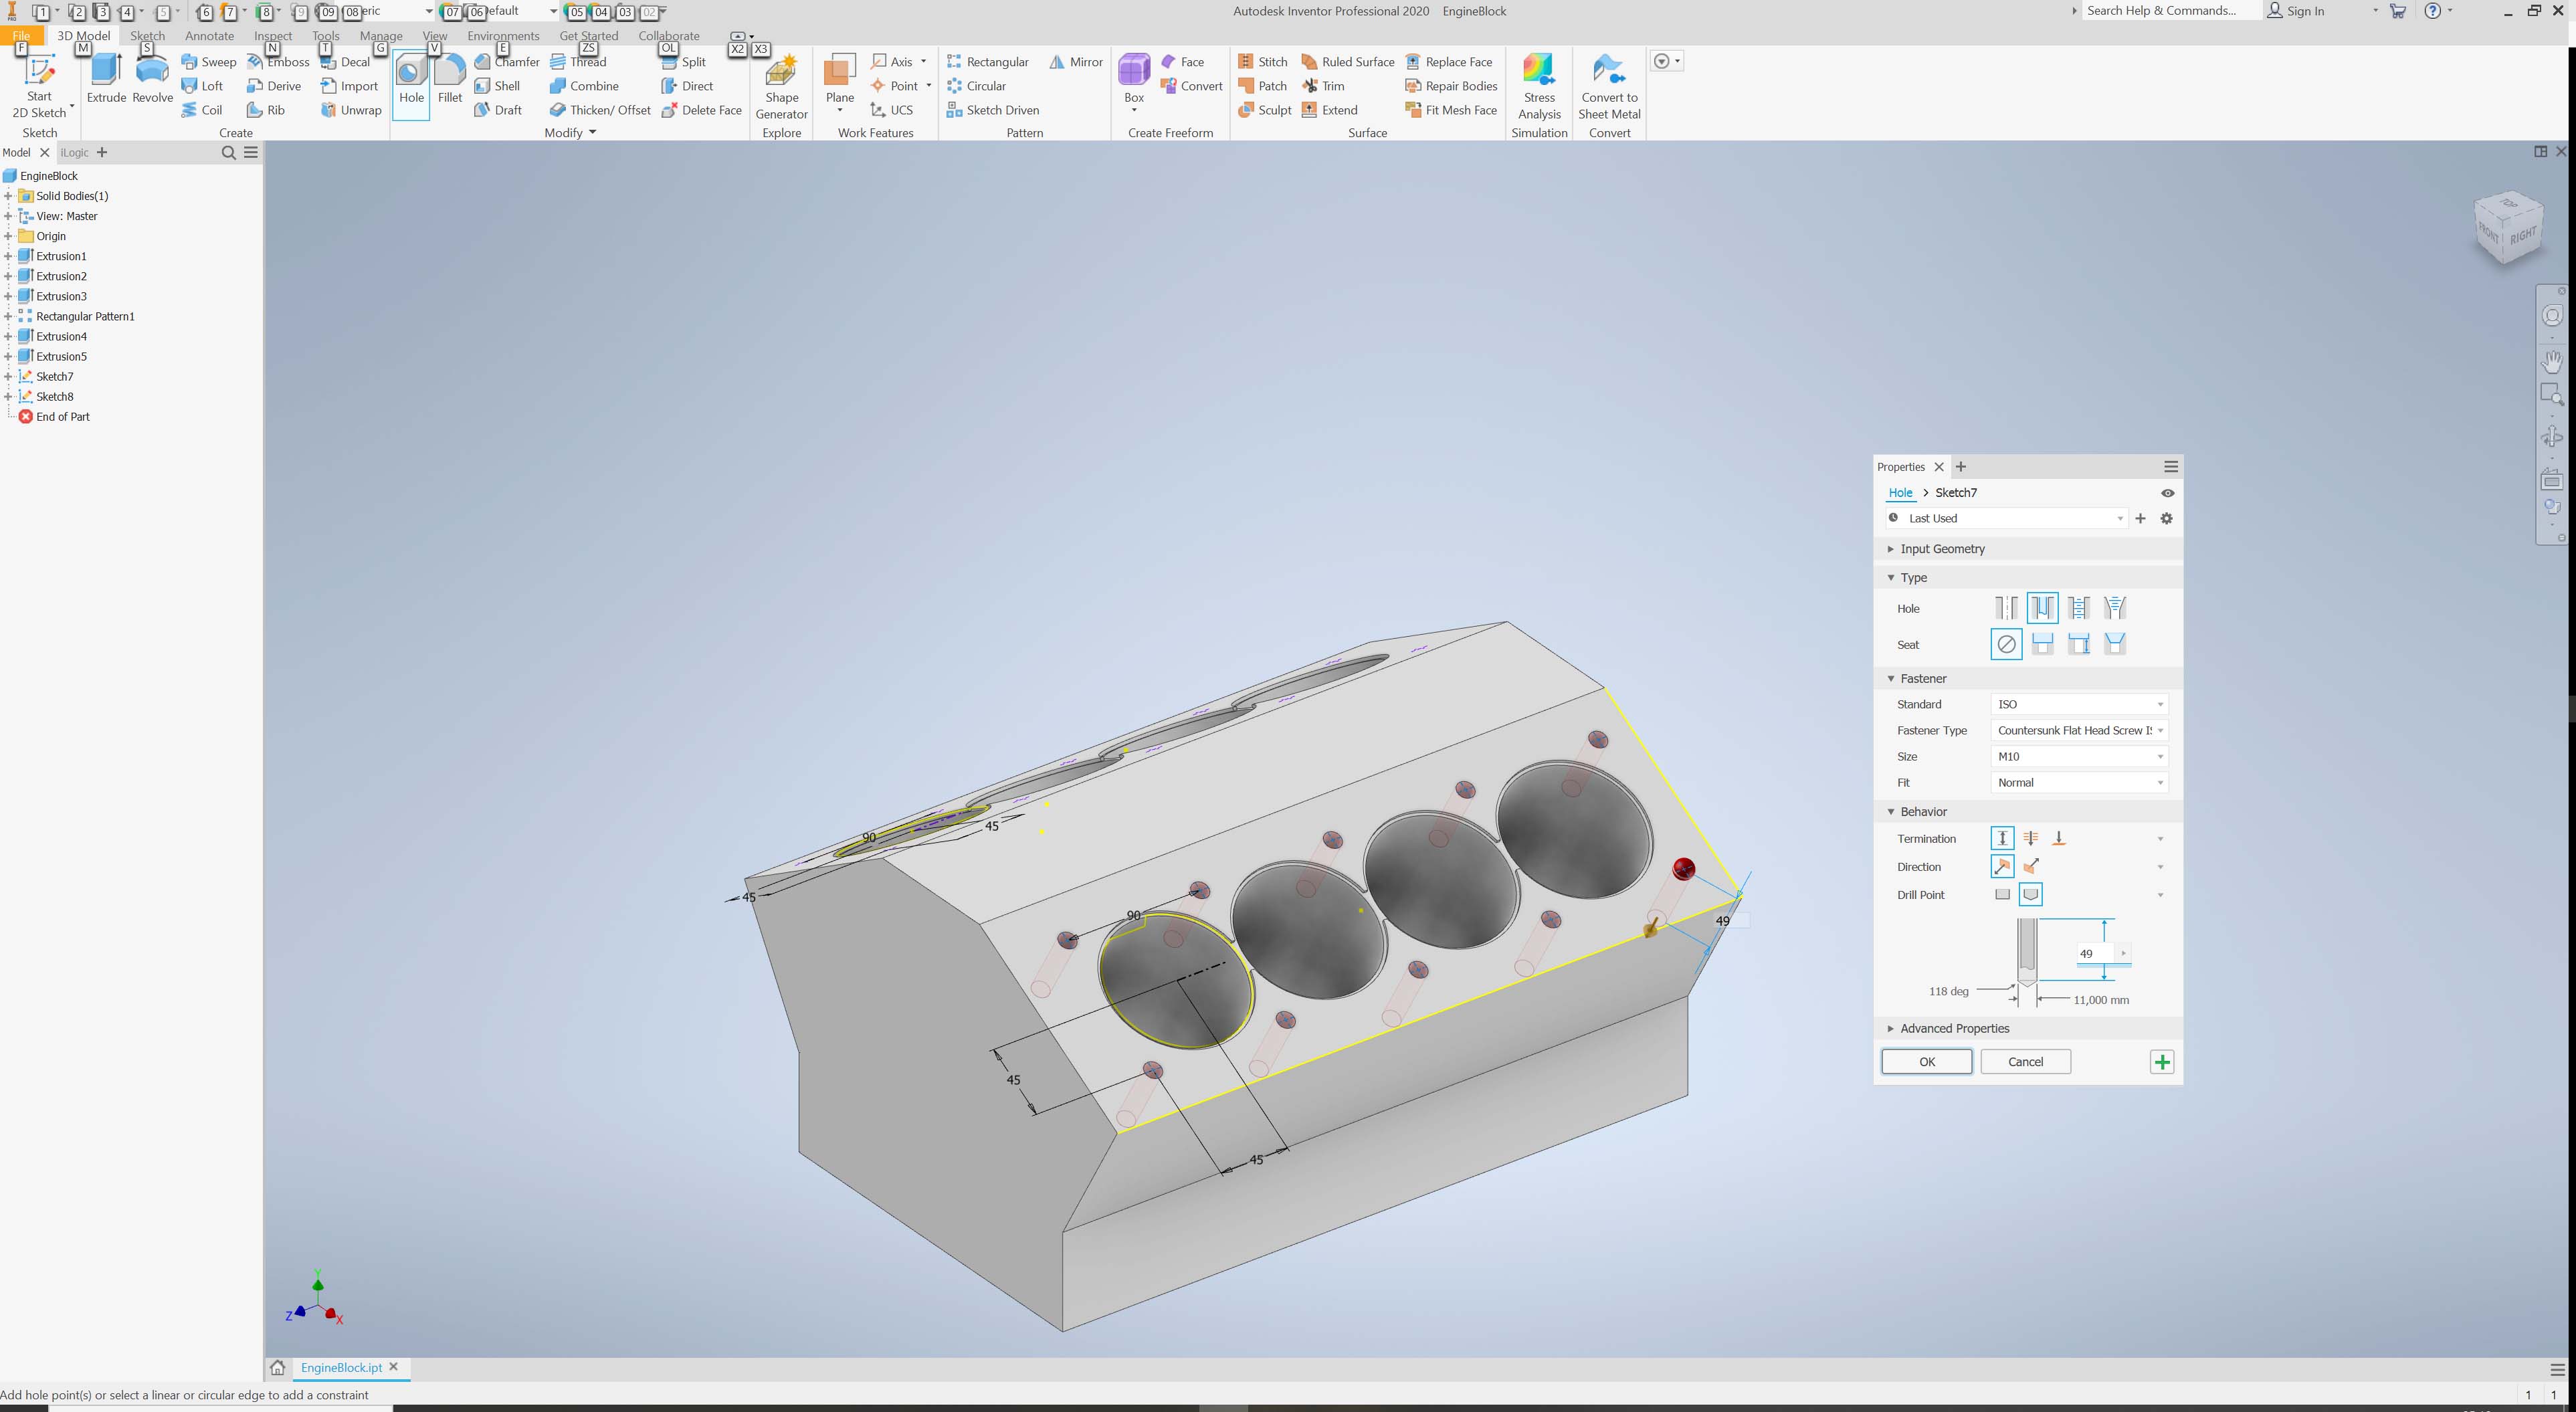 1 2 3 4 5 6 7 8 9 09 08 eric 07 06 efault 05 04 03 02
Autodesk Inventor Professional 2020 EngineBlock
Search Help & Commands... Sign In
File 3D Model Sketch Annotate Inspect Tools Manage View Environments Get Started Collaborate
F M S N T G V E ZS OL X2 X3
Start 2D Sketch
Sketch
Extrude Revolve
Sweep Emboss Decal
Loft Derive Import
Coil Rib Unwrap
Create
Hole Fillet
Chamfer Thread Split
Shell Combine Direct
Draft Thicken/ Offset Delete Face
Modify
Shape Generator
Explore
Plane
Axis
Point
UCS
Work Features
Rectangular Mirror
Circular
Sketch Driven
Pattern
Box
Face
Convert
Create Freeform
Stitch Ruled Surface Replace Face
Patch Trim Repair Bodies
Sculpt Extend Fit Mesh Face
Surface
Stress Analysis
Simulation
Convert to Sheet Metal
Convert
Model iLogic
EngineBlock
Solid Bodies(1)
View: Master
Origin
Extrusion1
Extrusion2
Extrusion3
Rectangular Pattern1
Extrusion4
Extrusion5
Sketch7
Sketch8
End of Part
TOP
FRONT RIGHT
90
45
45
90
49
45
45
Y
Z
X
Properties
Hole > Sketch7
Last Used
Input Geometry
Type
Hole
Seat
Fastener
Standard ISO
Fastener Type Countersunk Flat Head Screw I
Size M10
Fit Normal
Behavior
Termination
Direction
Drill Point
49
118 deg
11,000 mm
Advanced Properties
OK Cancel
EngineBlock.ipt
Add hole point(s) or select a linear or circular edge to add a constraint
1 1